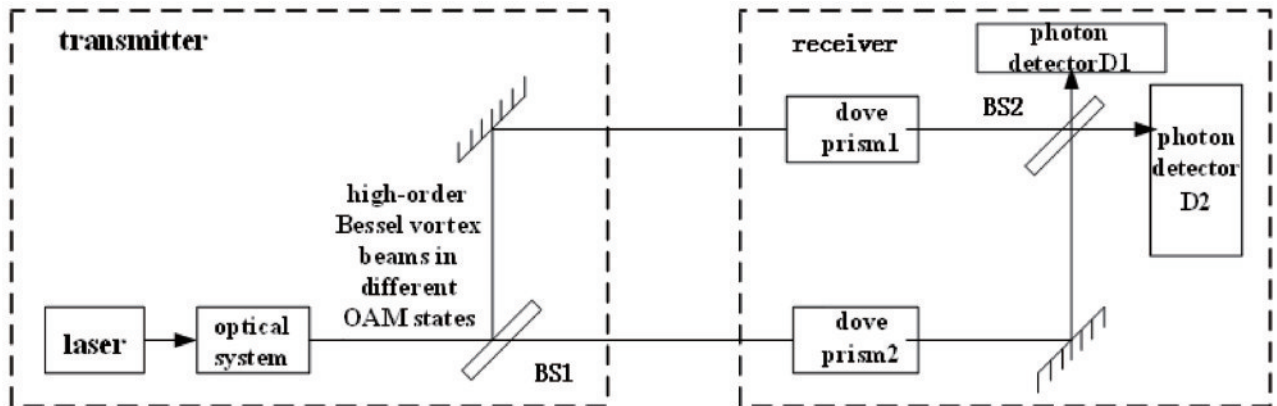 transmitter
high-order
Bessel vortex
beams in
different
OAM states
laser
optical
system
BS1
receiver
photon
detectorD1
dove
prism1
BS2
photon
detector
D2
dove
prism2